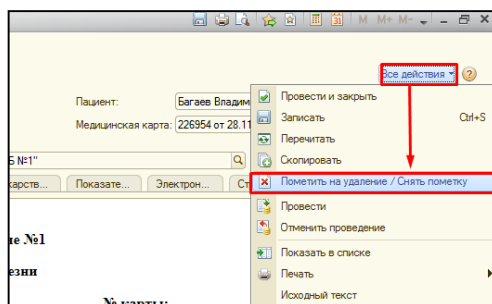 M M+ M-
Все действия
Пациент: Багаев Владим
Медицинская карта: 226954 от 28.11
Б №1"
карств... Показате... Электрон... Ст
Провести и закрыть
Записать Ctrl+S
Перечитать
Скопировать
Пометить на удаление / Снять пометку
Провести
Отменить проведение
Показать в списке
Печать
Исходный текст
ие №1
езни
№ карты: